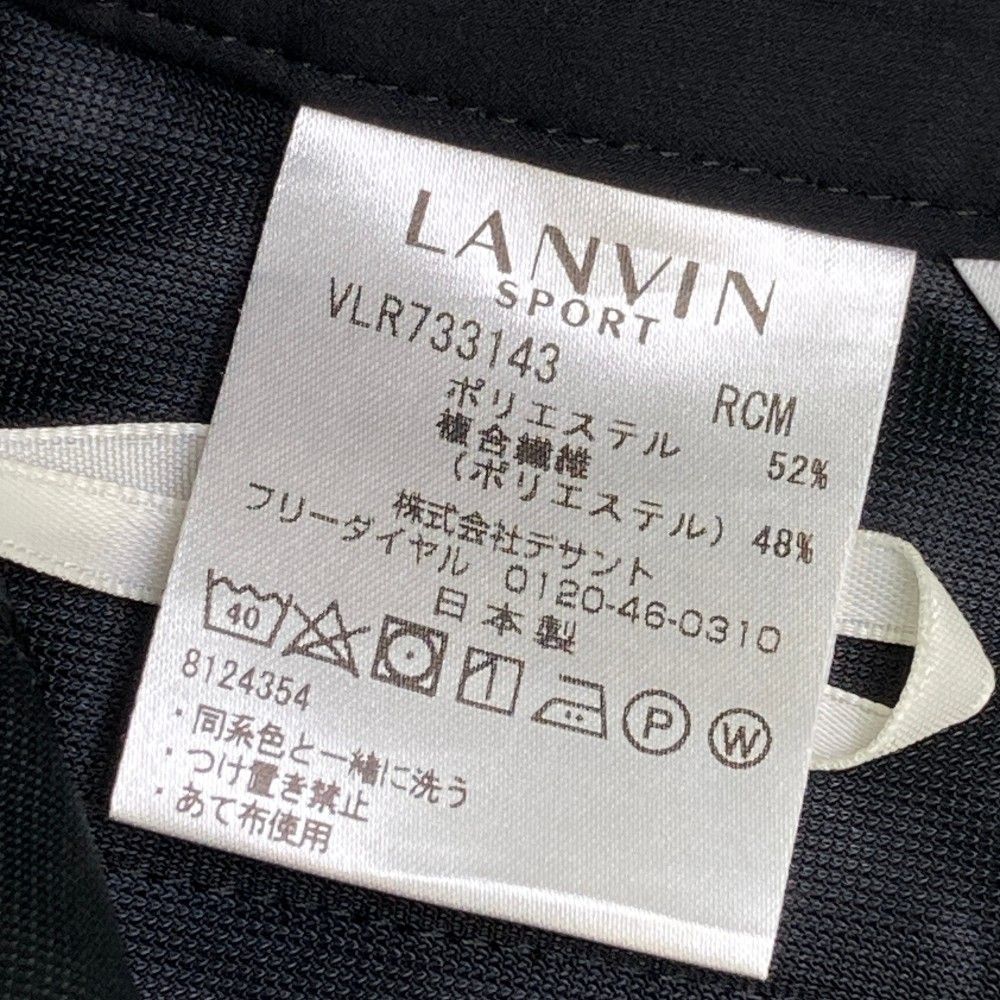 LANVIN
SPORT
VLR733143 RCM
ポリエステル 52%
複合繊維
(ポリエステル) 48%
株式会社デサント
フリーダイヤル 0120-46-0310
日本製
40 P W
8124354
・同系色と一緒に洗う
・つけ置き禁止
・あて布使用